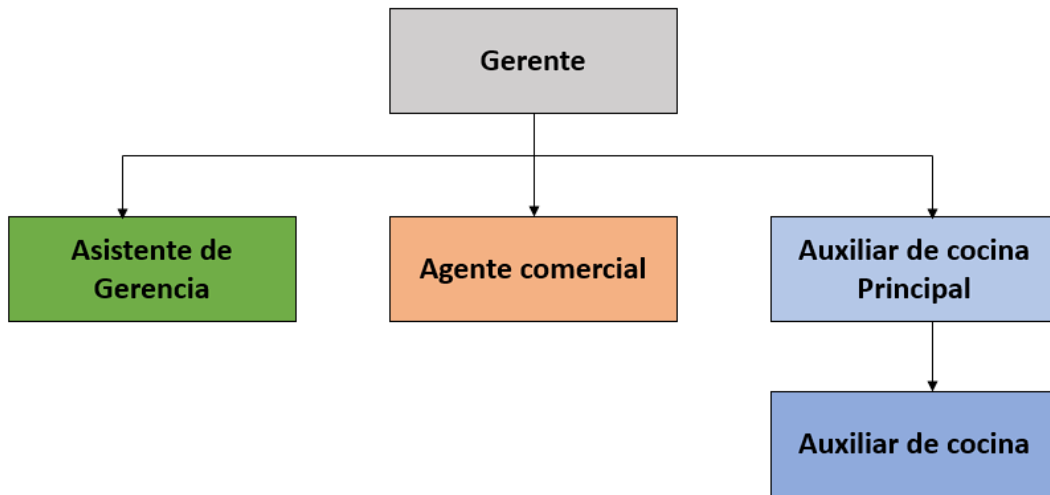 Gerente
Asistente de
Gerencia
Agente comercial
Auxiliar de cocina
Principal
Auxiliar de cocina